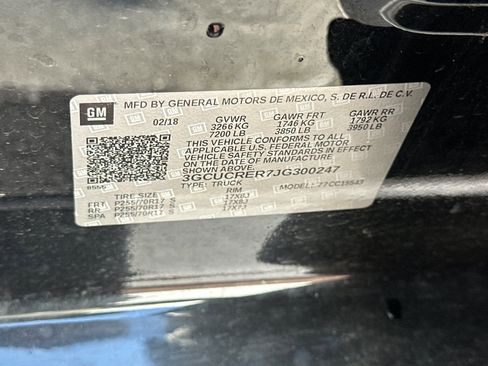 MFD BY GENERAL MOTORS DE MEXICO, S. DE R.L. DE C.V.
GM
02/18 GVWR GAWR FRT GAWR RR
3266 KG 1746 KG 1792 KG
7200 LB 3850 LB 3950 LB
THIS VEHICLE CONFORMS TO ALL
APPLICABLE U.S. FEDERAL MOTOR
VEHICLE SAFETY STANDARDS IN EFFECT
ON THE DATE OF MANUFACTURE
SHOWN ABOVE.
3GCUCRER7JG300247
8555 TYPE: TRUCK MODEL:
TIRE SIZE RIM
FRT P255/70R17 S 17X8J
RR P255/70R17 S 17X8J
SPA P255/70R17 S 17X7J